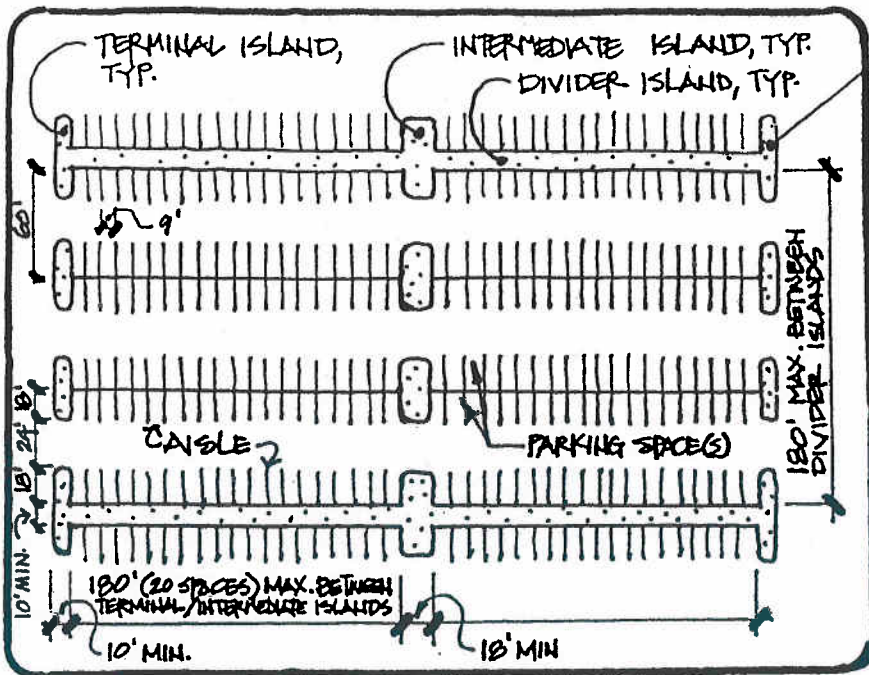 TERMINAL ISLAND,
TYP.
INTERMEDIATE ISLAND, TYP.
DIVIDER ISLAND, TYP.
60'
9'
180' MAX. BETWEEN
DIVIDER ISLANDS
18'
24'
18'
10' MIN.
CAISLE
PARKING SPACE(S)
180' (20 SPACES) MAX. BETWEEN
TERMINAL/INTERMEDIATE ISLANDS
10' MIN.
18' MIN